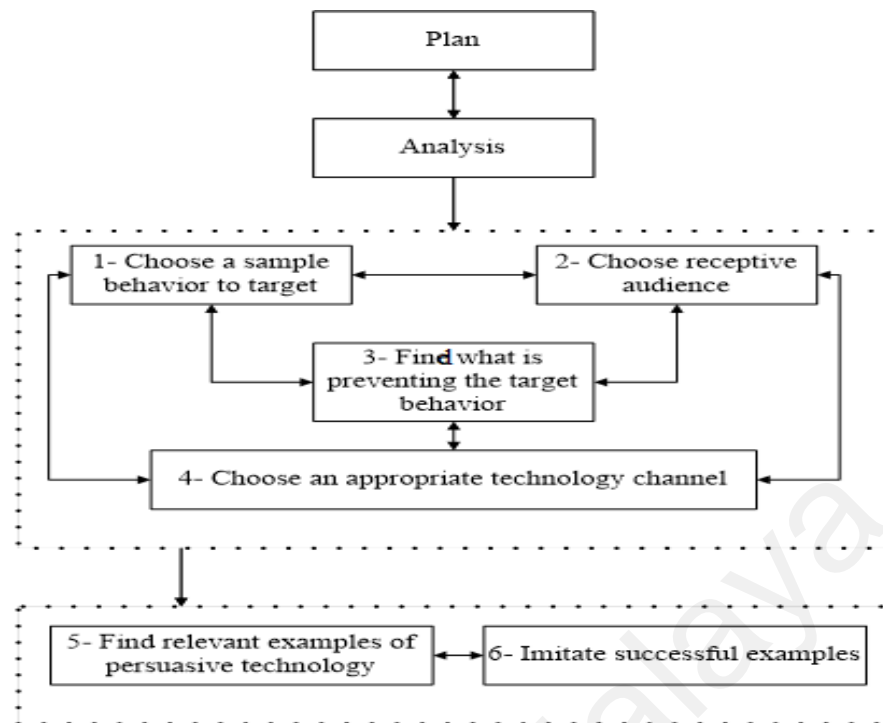 Plan
Analysis
1- Choose a sample
behavior to target
2- Choose receptive
audience
3- Find what is
preventing the target
behavior
4- Choose an appropriate technology channel
5- Find relevant examples of
persuasive technology
6- Imitate successful examples
alaya